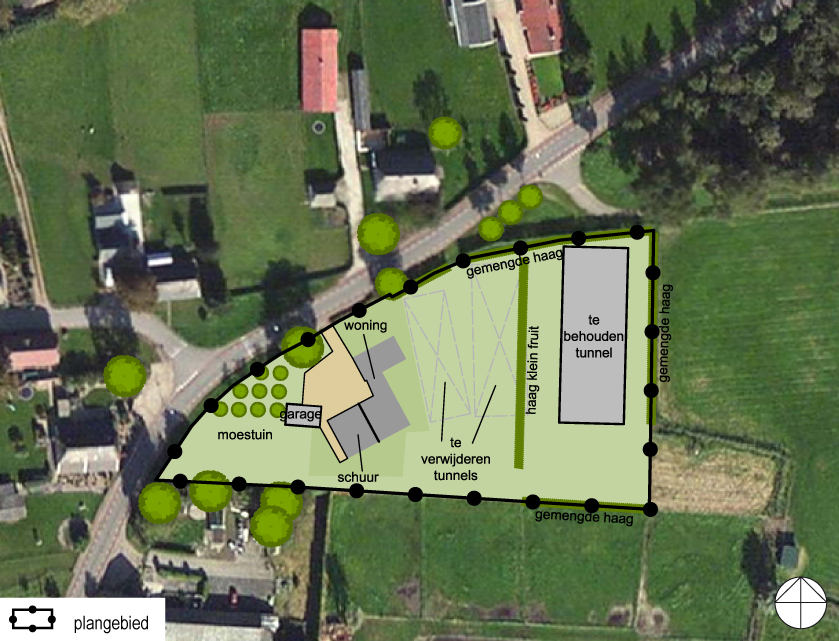 gemengde haag
woning
te
behouden
tunnel
gemengde haag
haag klein fruit
garage
moestuin
te
verwijderen
tunnels
schuur
gemengde haag
plangebied